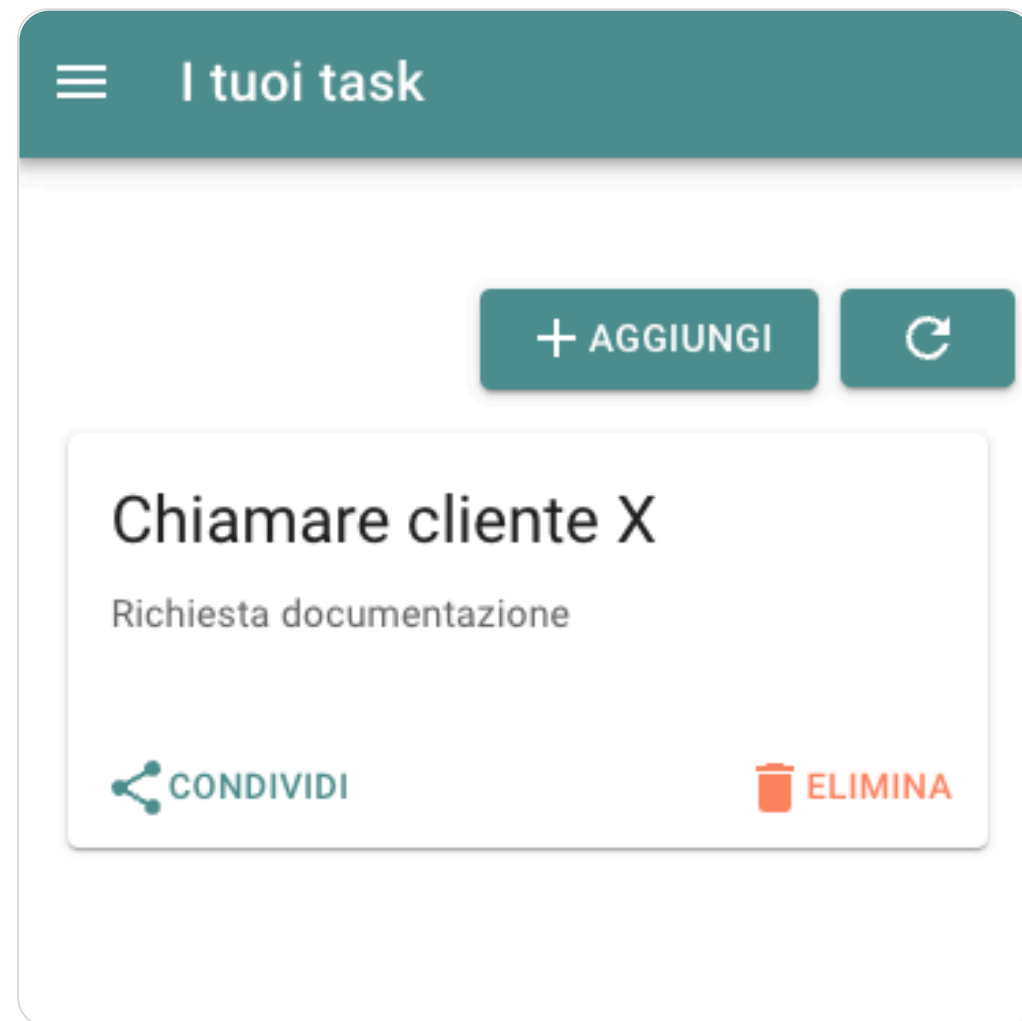 I tuoi task
AGGIUNGI
Chiamare cliente X
Richiesta documentazione
CONDIVIDI
ELIMINA